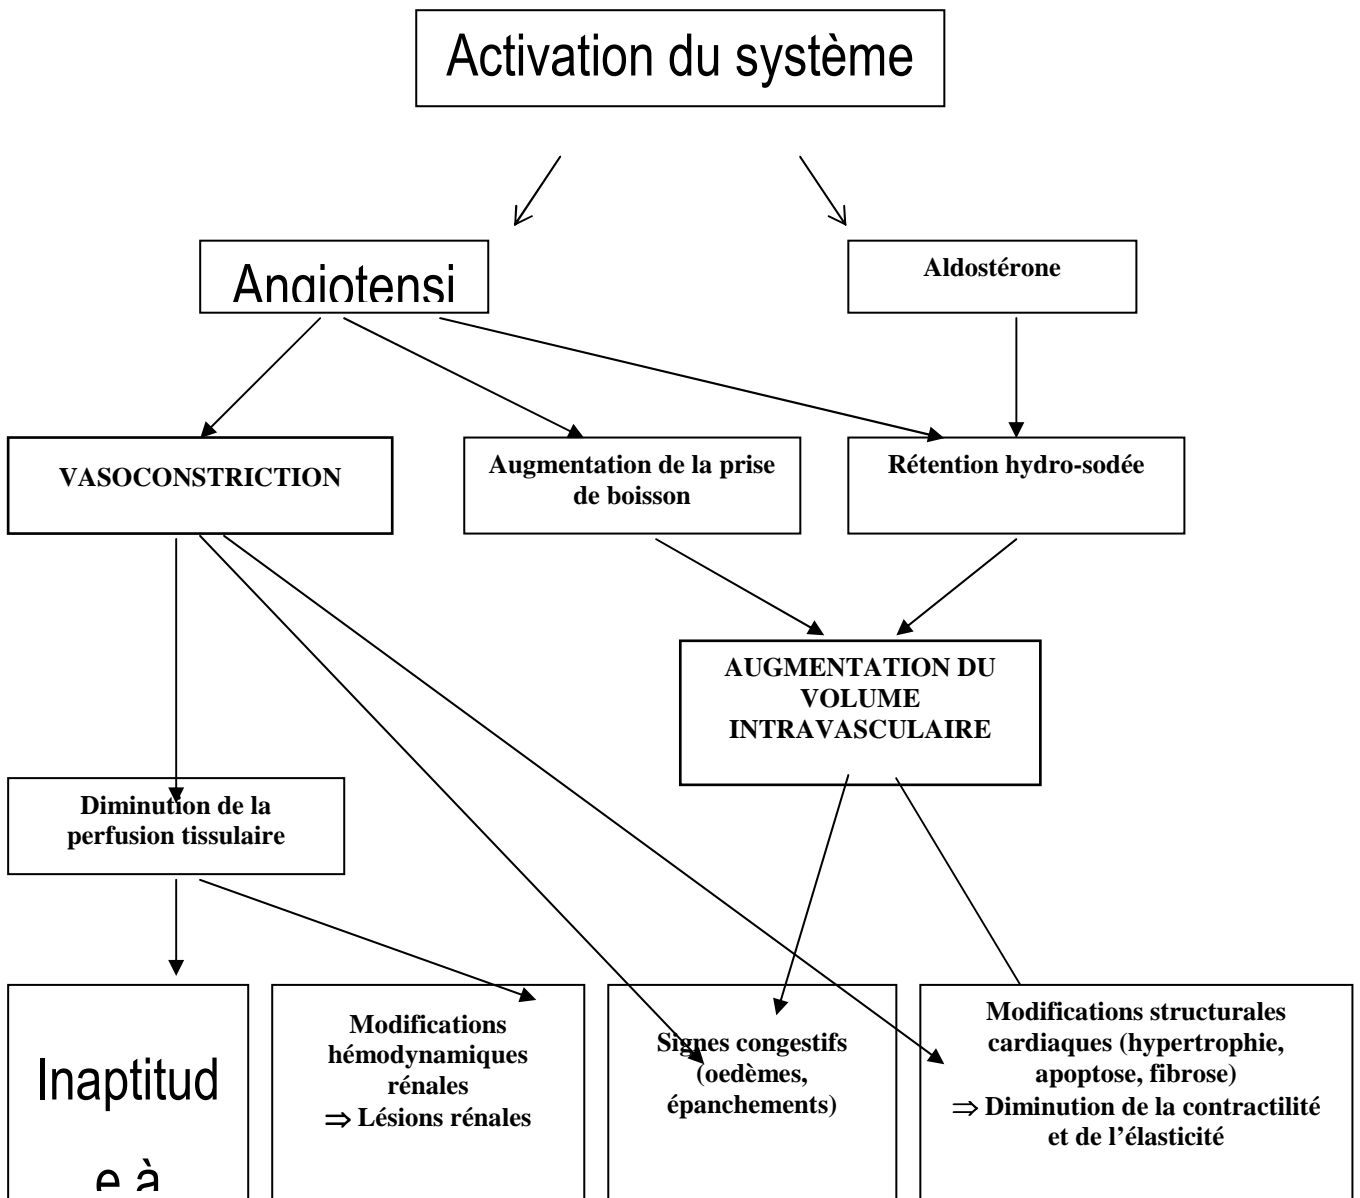 Activation du système
Angiotensi
Aldostérone
VASOCONSTRICTION
Augmentation de la prise
de boisson
Rétention hydro-sodée
AUGMENTATION DU
VOLUME
INTRAVASCULAIRE
Diminution de la
perfusion tissulaire
Inaptitud
e à
Modifications
hémodynamiques
rénales
⇒ Lésions rénales
Signes congestifs
(oedèmes,
épanchements)
Modifications structurales
cardiaques (hypertrophie,
apoptose, fibrose)
⇒ Diminution de la contractilité
et de l'élasticité